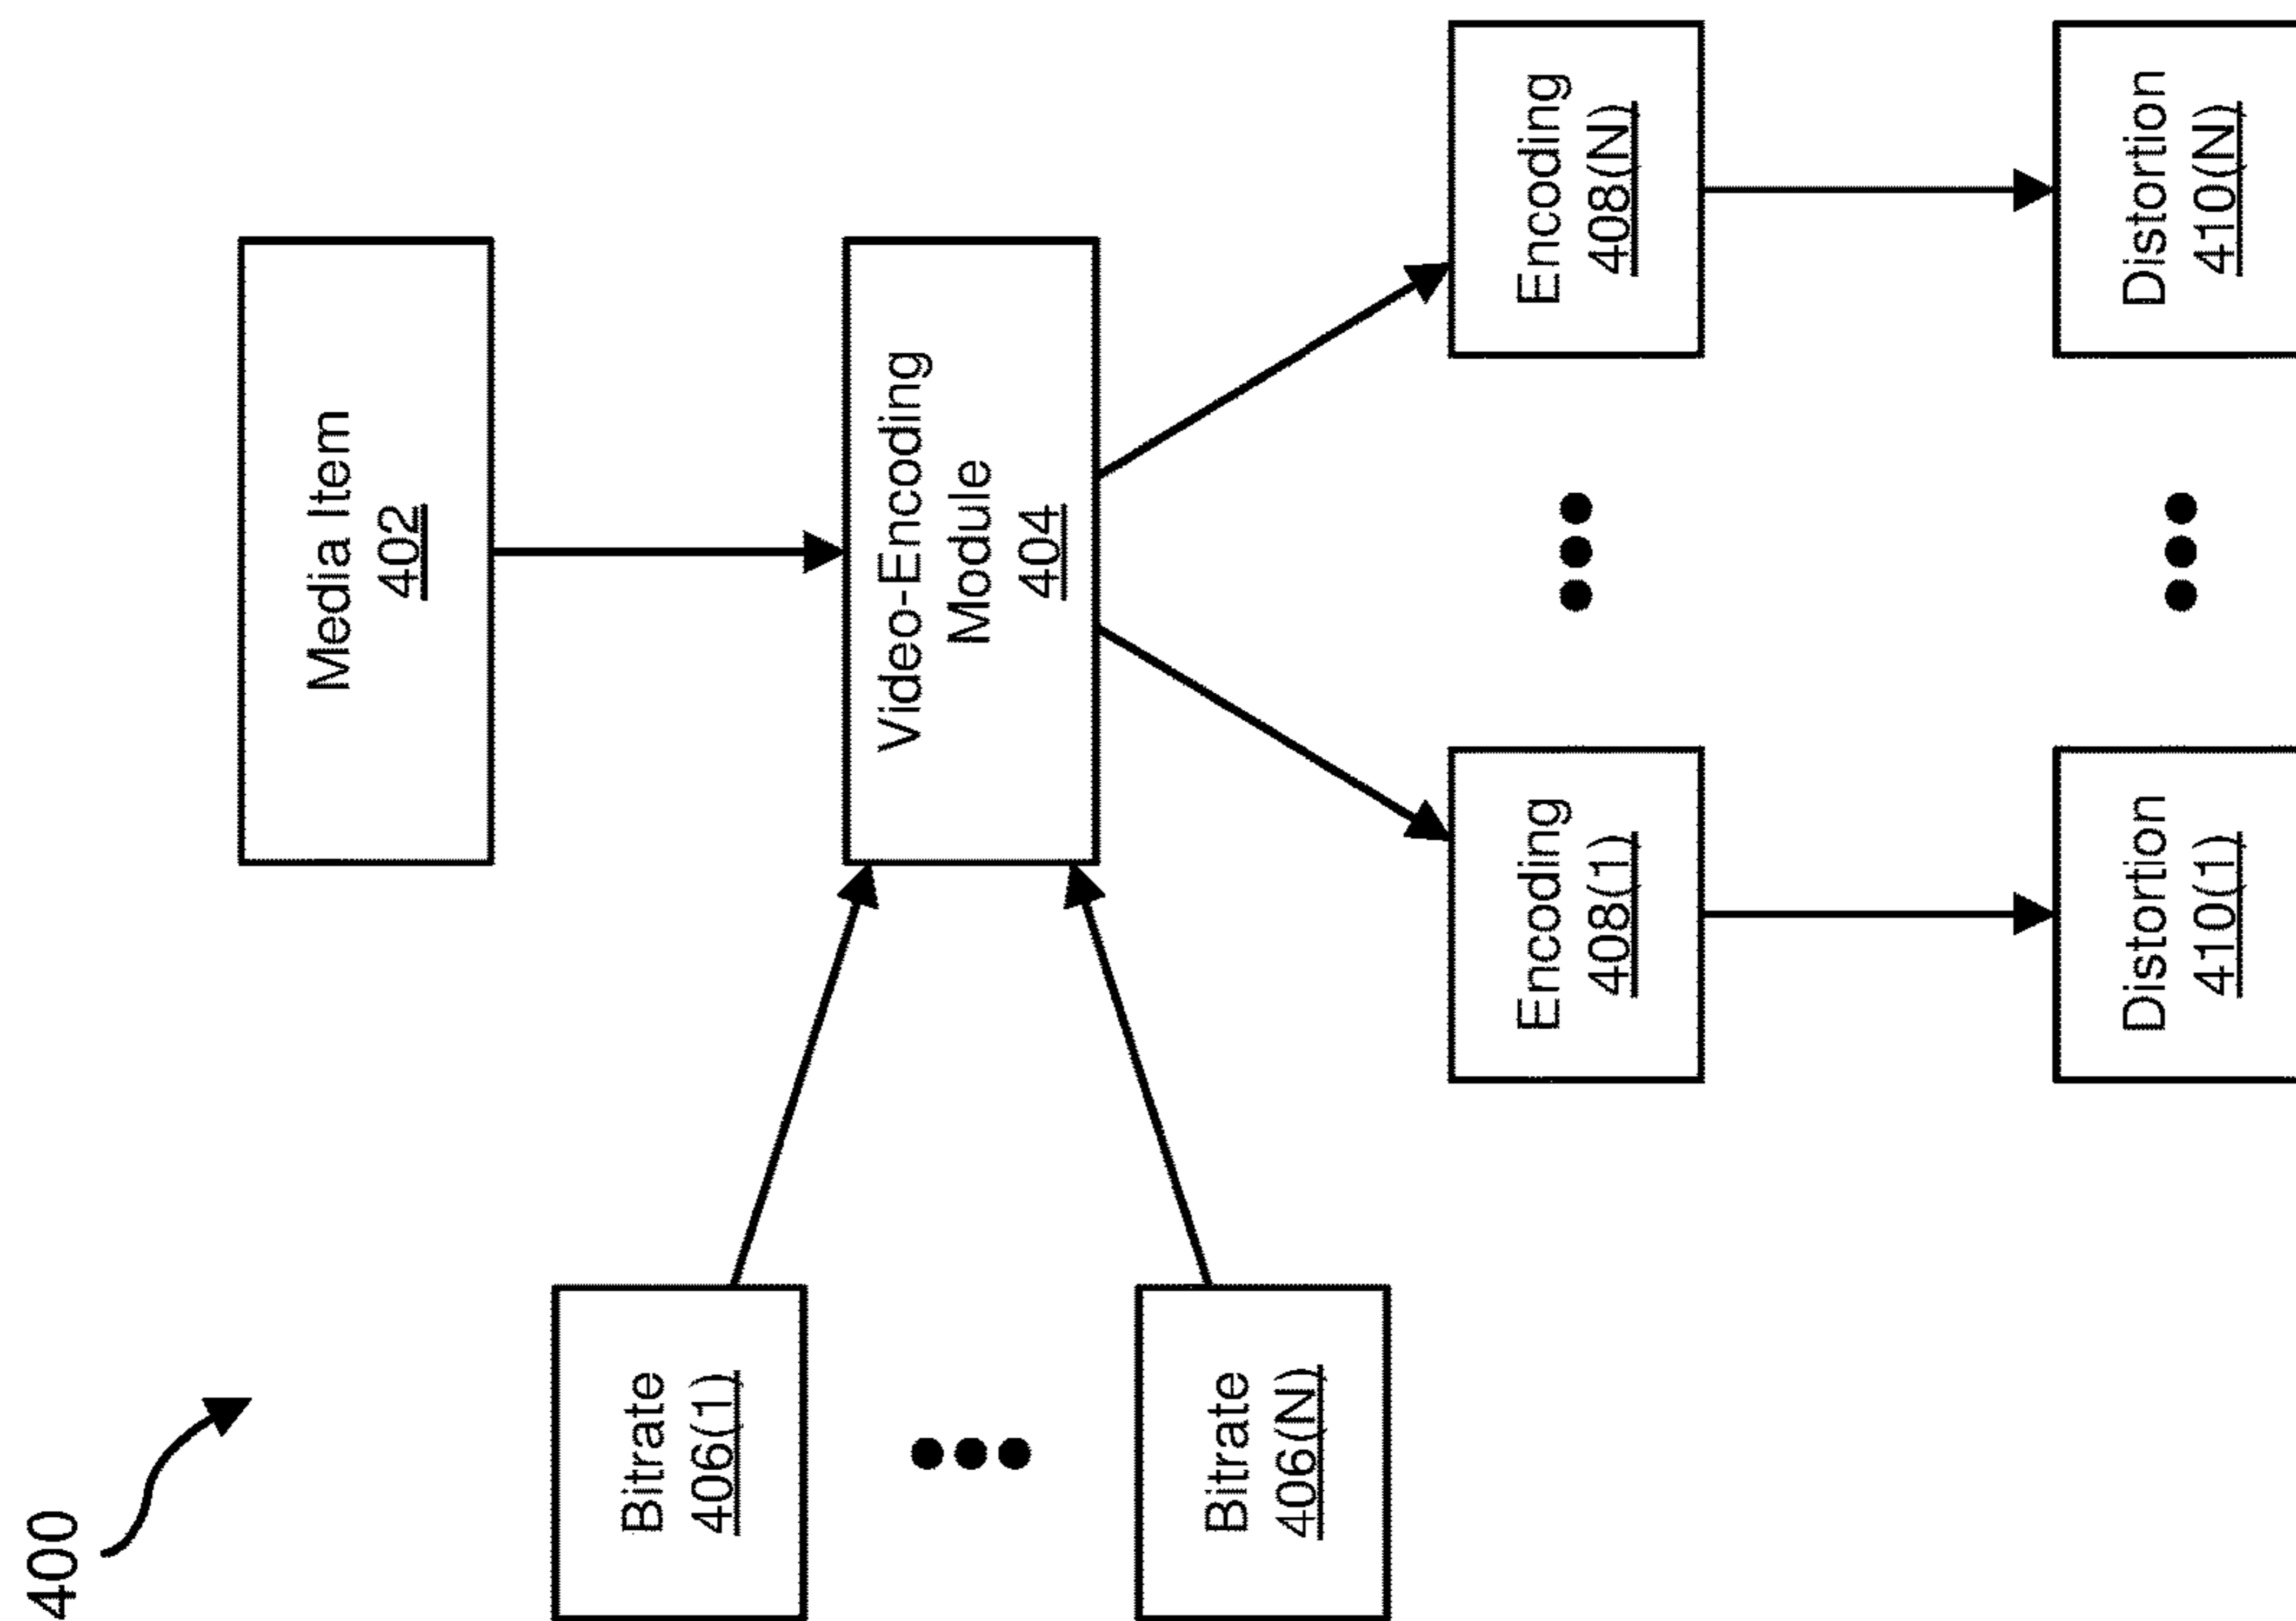 400
Media Item
402
Video-Encoding
Module
404
Bitrate
406(1)
Bitrate
406(N)
Encoding
408(1)
Encoding
408(N)
Distortion
410(1)
Distortion
410(N)